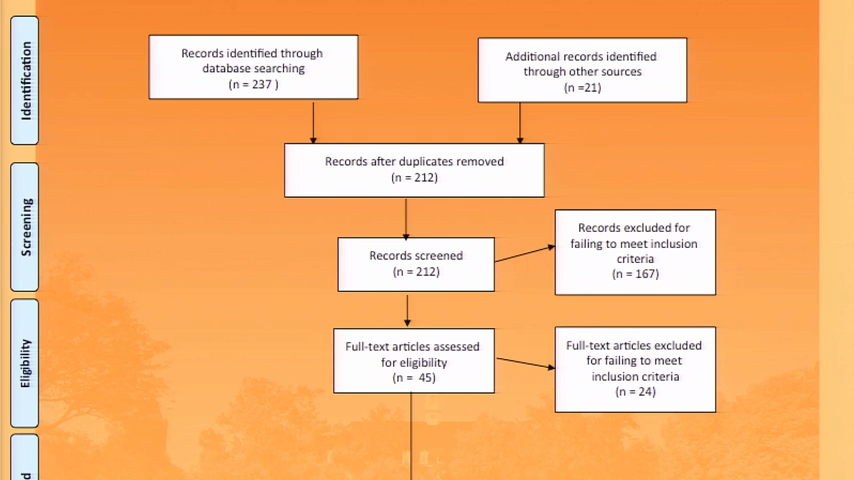 Identification
Records identified through
database searching
(n = 237 )
Additional records identified
through other sources
(n =21)
Records after duplicates removed
(n = 212)
Screening
Records screened
(n = 212)
Records excluded for
failing to meet inclusion
criteria
(n = 167)
Eligibility
Full-text articles assessed
for eligibility
(n =  45)
Full-text articles excluded
for failing to meet
inclusion criteria
(n = 24)